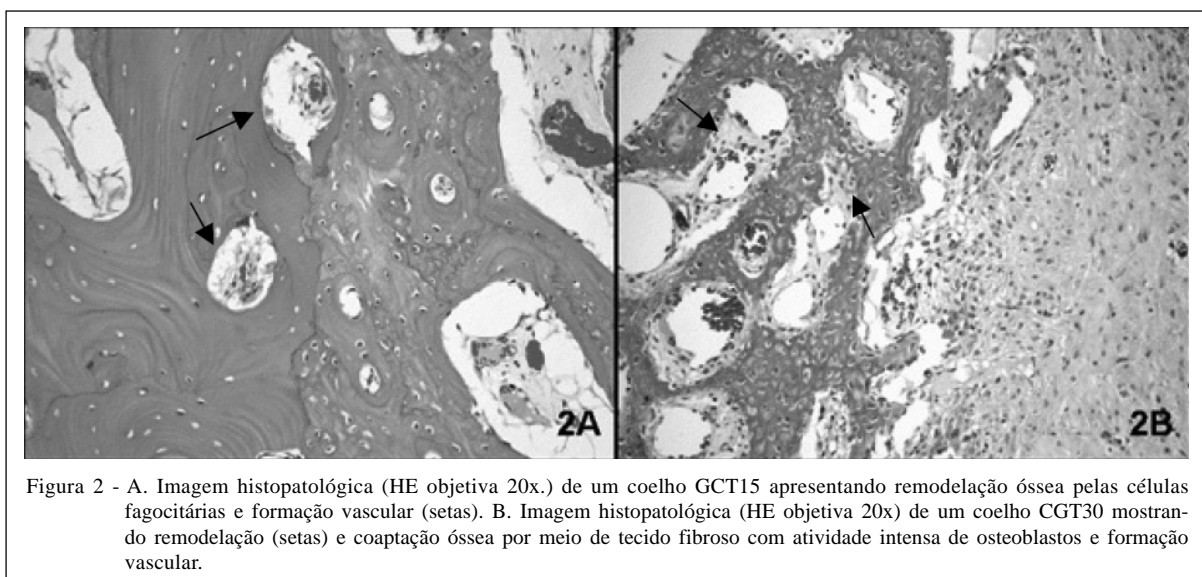 2A
2B
Figura 2 - A. Imagem histopatológica (HE objetiva 20x.) de um coelho GCT15 apresentando remodelação óssea pelas células
fagocitárias e formação vascular (setas). B. Imagem histopatológica (HE objetiva 20x) de um coelho CGT30 mostran-
do remodelação (setas) e coaptação óssea por meio de tecido fibroso com atividade intensa de osteoblastos e formação
vascular.